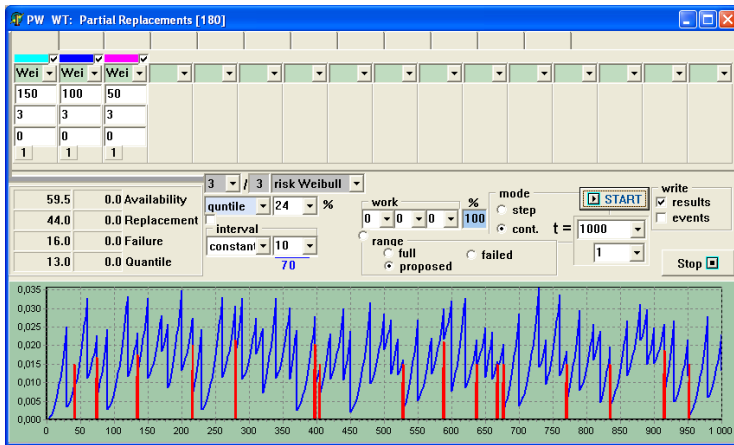 PW WT: Partial Replacements [180]
Wei Wei Wei
150 100 50
3 3 3
0 0 0
1 1 1
3 / 3 risk Weibull
59.5 0.0 Availability
44.0 0.0 Replacement
16.0 0.0 Failure
13.0 0.0 Quantile
quntile 24 %
interval
constant 10
70
work %
0 0 0 100
range
full failed
proposed
mode
step
cont.
START
t = 1000
1
write
results
events
Stop
0,035
0,030
0,025
0,020
0,015
0,010
0,005
0,000
0 50 100 150 200 250 300 350 400 450 500 550 600 650 700 750 800 850 900 950 1 000